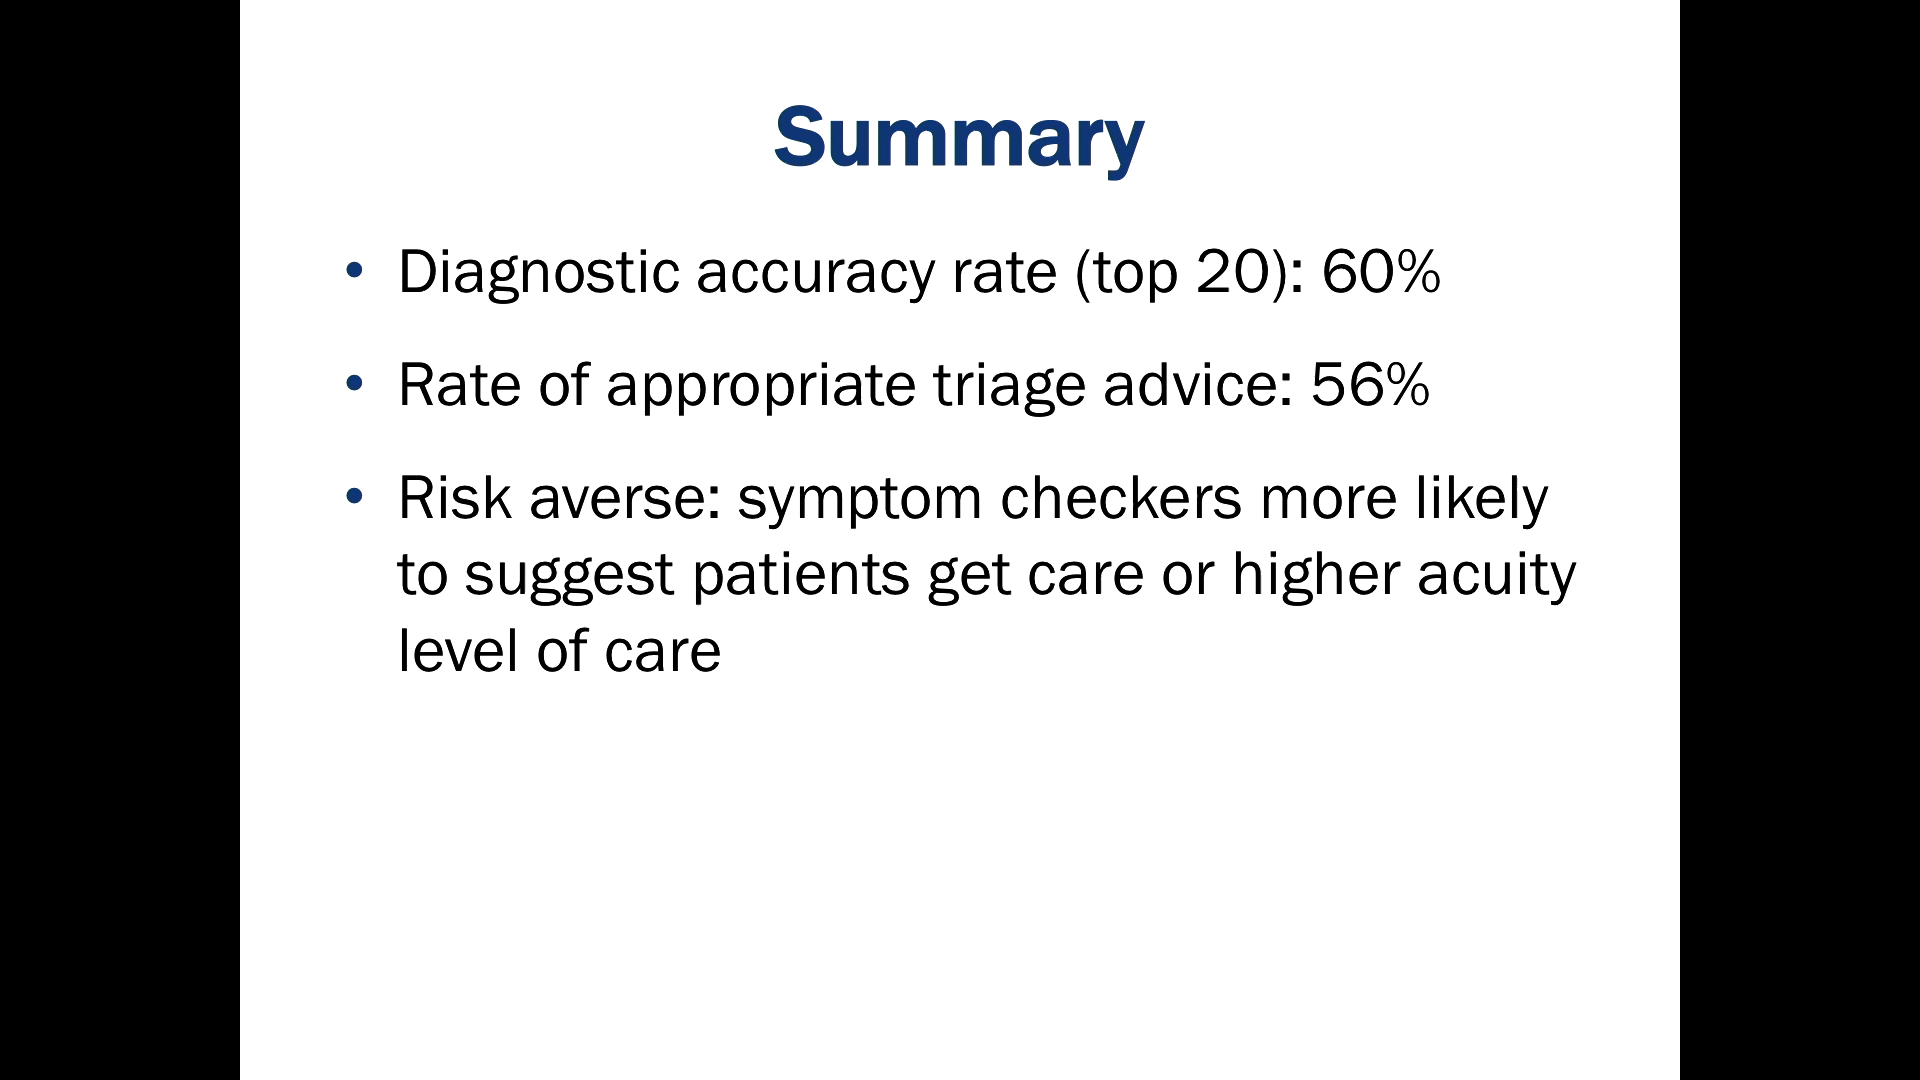 Summary
• Diagnostic accuracy rate (top 20): 60%
• Rate of appropriate triage advice: 56%
• Risk averse: symptom checkers more likely
to suggest patients get care or higher acuity
level of care